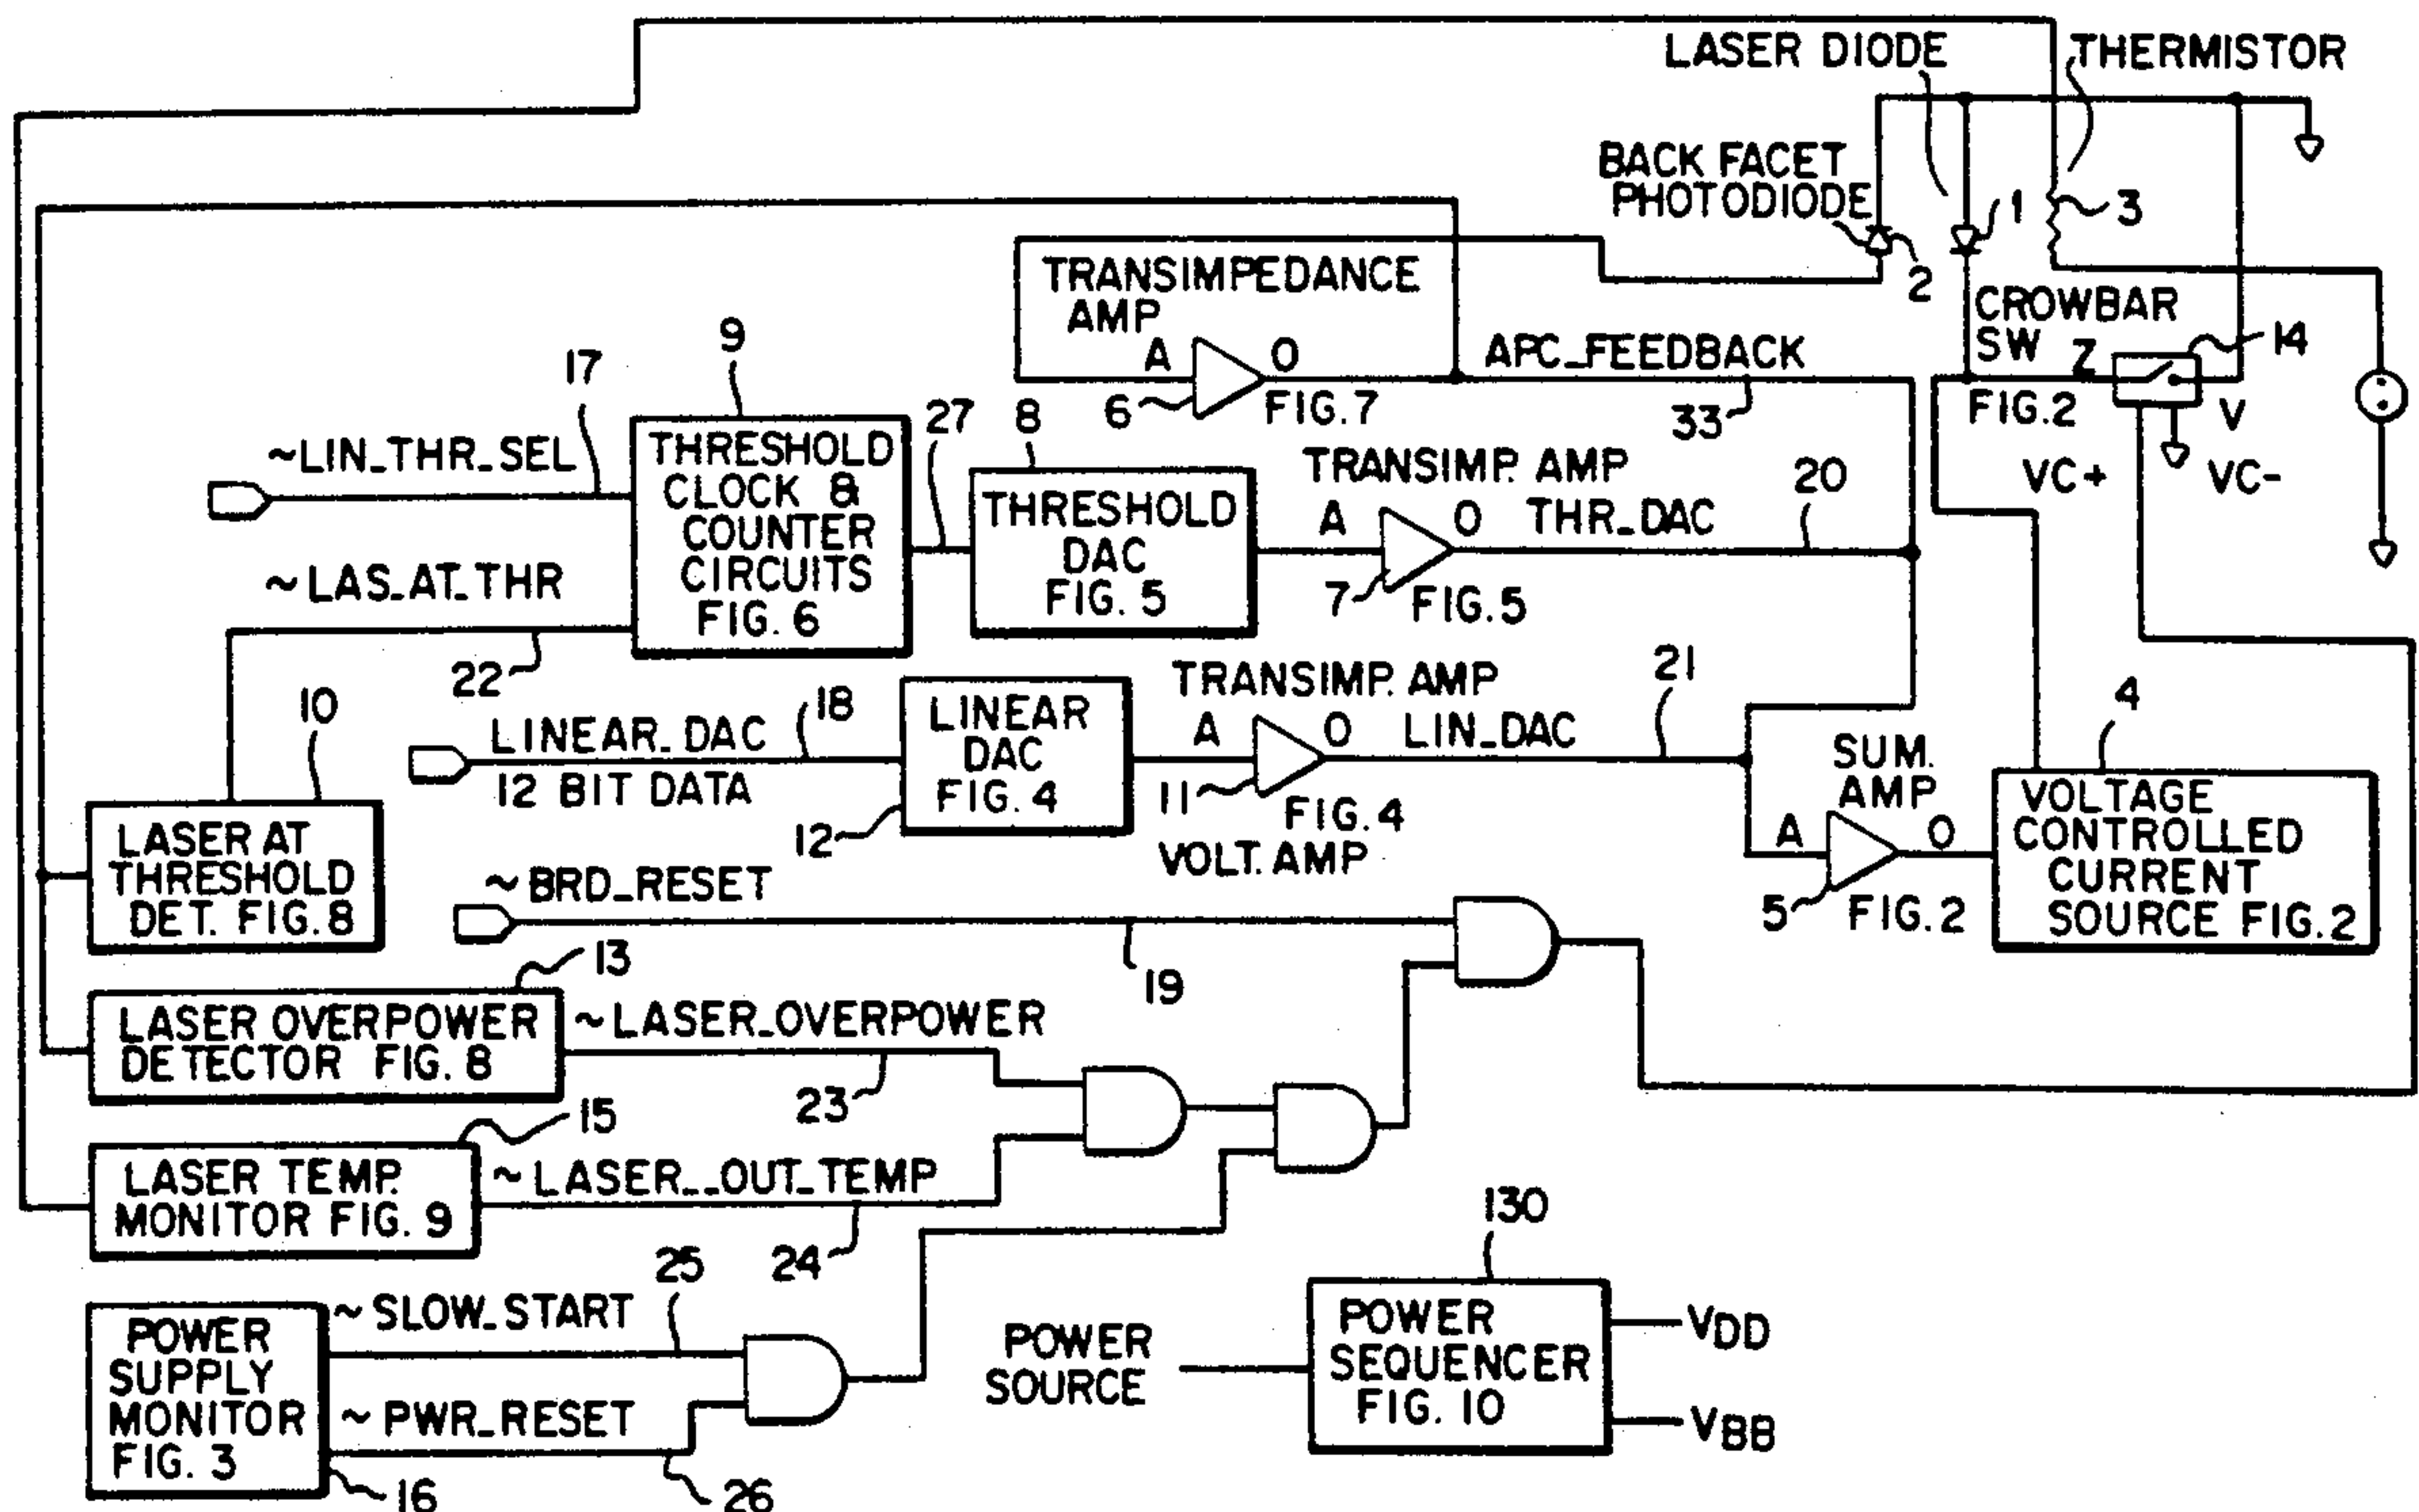 LASER DIODE
THERMISTOR
BACK FACET
PHOTODIODE
1
3
2
TRANSIMPEDANCE
AMP
A
O
6
FIG. 7
APC_FEEDBACK
33
CROWBAR
SW
Z
14
FIG. 2
V
VC+
VC-
9
17
~LIN_THR_SEL
THRESHOLD
CLOCK &
COUNTER
CIRCUITS
FIG. 6
27
8
THRESHOLD
DAC
FIG. 5
TRANSIMP. AMP
A
O
THR_DAC
20
7
FIG. 5
~LAS_AT_THR
22
10
LINEAR_DAC
18
12 BIT DATA
LINEAR
DAC
FIG. 4
12
TRANSIMP. AMP
A
O
LIN_DAC
21
11
FIG. 4
VOLT. AMP
SUM.
AMP
A
O
5
FIG. 2
4
VOLTAGE
CONTROLLED
CURRENT
SOURCE FIG. 2
LASER AT
THRESHOLD
DET. FIG. 8
~BRD_RESET
19
13
LASER OVERPOWER
DETECTOR FIG. 8
~LASER_OVERPOWER
23
15
LASER TEMP.
MONITOR FIG. 9
~LASER__OUT_TEMP
24
25
POWER
SUPPLY
MONITOR
FIG. 3
~SLOW_START
~PWR_RESET
16
26
130
POWER
SOURCE
POWER
SEQUENCER
FIG. 10
VDD
VBB